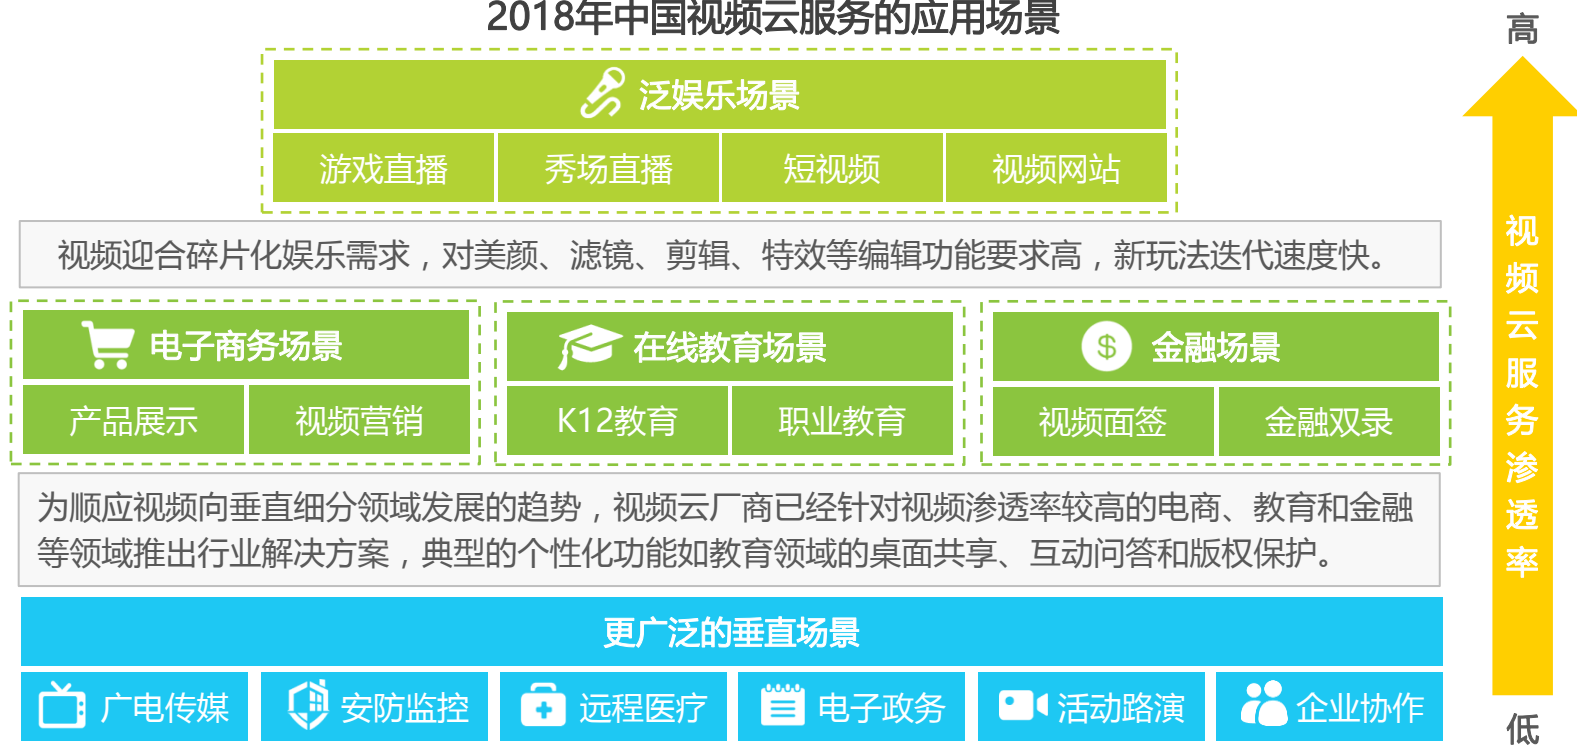 2018年中国视频云服务的应用场景
高
泛娱乐场景
游戏直播 秀场直播 短视频 视频网站
视频迎合碎片化娱乐需求，对美颜、滤镜、剪辑、特效等编辑功能要求高，新玩法迭代速度快。
电子商务场景 在线教育场景 $ 金融场景
产品展示 视频营销 K12教育 职业教育 视频面签 金融双录
为顺应视频向垂直细分领域发展的趋势，视频云厂商已经针对视频渗透率较高的电商、教育和金融
等领域推出行业解决方案，典型的个性化功能如教育领域的桌面共享、互动问答和版权保护。
更广泛的垂直场景
广电传媒 安防监控 远程医疗 电子政务 活动路演 企业协作
视频云服务渗透率
低